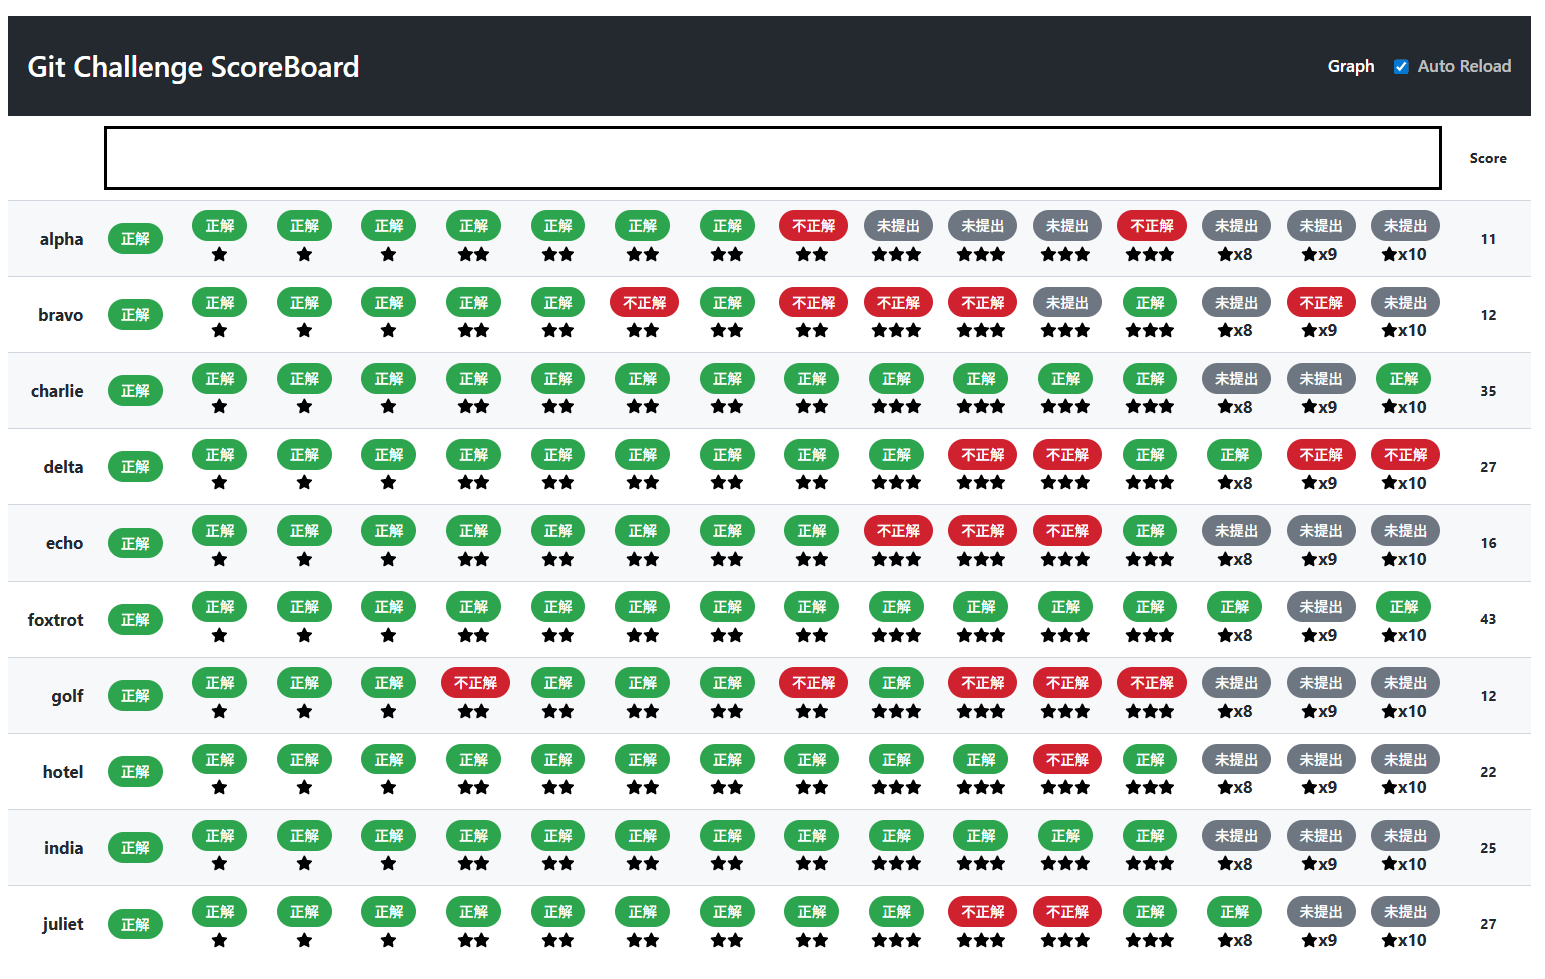 Git Challenge ScoreBoard Graph Auto Reload
Score
alpha 正解 正解 正解 正解 正解 正解 正解 正解 不正解 未提出 未提出 未提出 不正解 未提出 未提出 未提出 11
★ ★ ★ ★★ ★★ ★★ ★★ ★★ ★★★ ★★★ ★★★ ★★★ ★x8 ★x9 ★x10
bravo 正解 正解 正解 正解 正解 正解 不正解 正解 不正解 不正解 不正解 未提出 正解 未提出 不正解 未提出 12
★ ★ ★ ★★ ★★ ★★ ★★ ★★ ★★★ ★★★ ★★★ ★★★ ★x8 ★x9 ★x10
charlie 正解 正解 正解 正解 正解 正解 正解 正解 正解 正解 正解 正解 正解 未提出 未提出 正解 35
★ ★ ★ ★★ ★★ ★★ ★★ ★★ ★★★ ★★★ ★★★ ★★★ ★x8 ★x9 ★x10
delta 正解 正解 正解 正解 正解 正解 正解 正解 正解 正解 不正解 不正解 正解 正解 不正解 不正解 27
★ ★ ★ ★★ ★★ ★★ ★★ ★★ ★★★ ★★★ ★★★ ★★★ ★x8 ★x9 ★x10
echo 正解 正解 正解 正解 正解 正解 正解 正解 正解 不正解 不正解 不正解 正解 未提出 未提出 未提出 16
★ ★ ★ ★★ ★★ ★★ ★★ ★★ ★★★ ★★★ ★★★ ★★★ ★x8 ★x9 ★x10
foxtrot 正解 正解 正解 正解 正解 正解 正解 正解 正解 正解 正解 正解 正解 正解 未提出 正解 43
★ ★ ★ ★★ ★★ ★★ ★★ ★★ ★★★ ★★★ ★★★ ★★★ ★x8 ★x9 ★x10
golf 正解 正解 正解 正解 不正解 正解 正解 正解 不正解 正解 不正解 不正解 不正解 未提出 未提出 未提出 12
★ ★ ★ ★★ ★★ ★★ ★★ ★★ ★★★ ★★★ ★★★ ★★★ ★x8 ★x9 ★x10
hotel 正解 正解 正解 正解 正解 正解 正解 正解 正解 正解 正解 不正解 正解 未提出 未提出 未提出 22
★ ★ ★ ★★ ★★ ★★ ★★ ★★ ★★★ ★★★ ★★★ ★★★ ★x8 ★x9 ★x10
india 正解 正解 正解 正解 正解 正解 正解 正解 正解 正解 正解 正解 正解 未提出 未提出 未提出 25
★ ★ ★ ★★ ★★ ★★ ★★ ★★ ★★★ ★★★ ★★★ ★★★ ★x8 ★x9 ★x10
juliet 正解 正解 正解 正解 正解 正解 正解 正解 正解 正解 不正解 不正解 正解 正解 未提出 未提出 27
★ ★ ★ ★★ ★★ ★★ ★★ ★★ ★★★ ★★★ ★★★ ★★★ ★x8 ★x9 ★x10